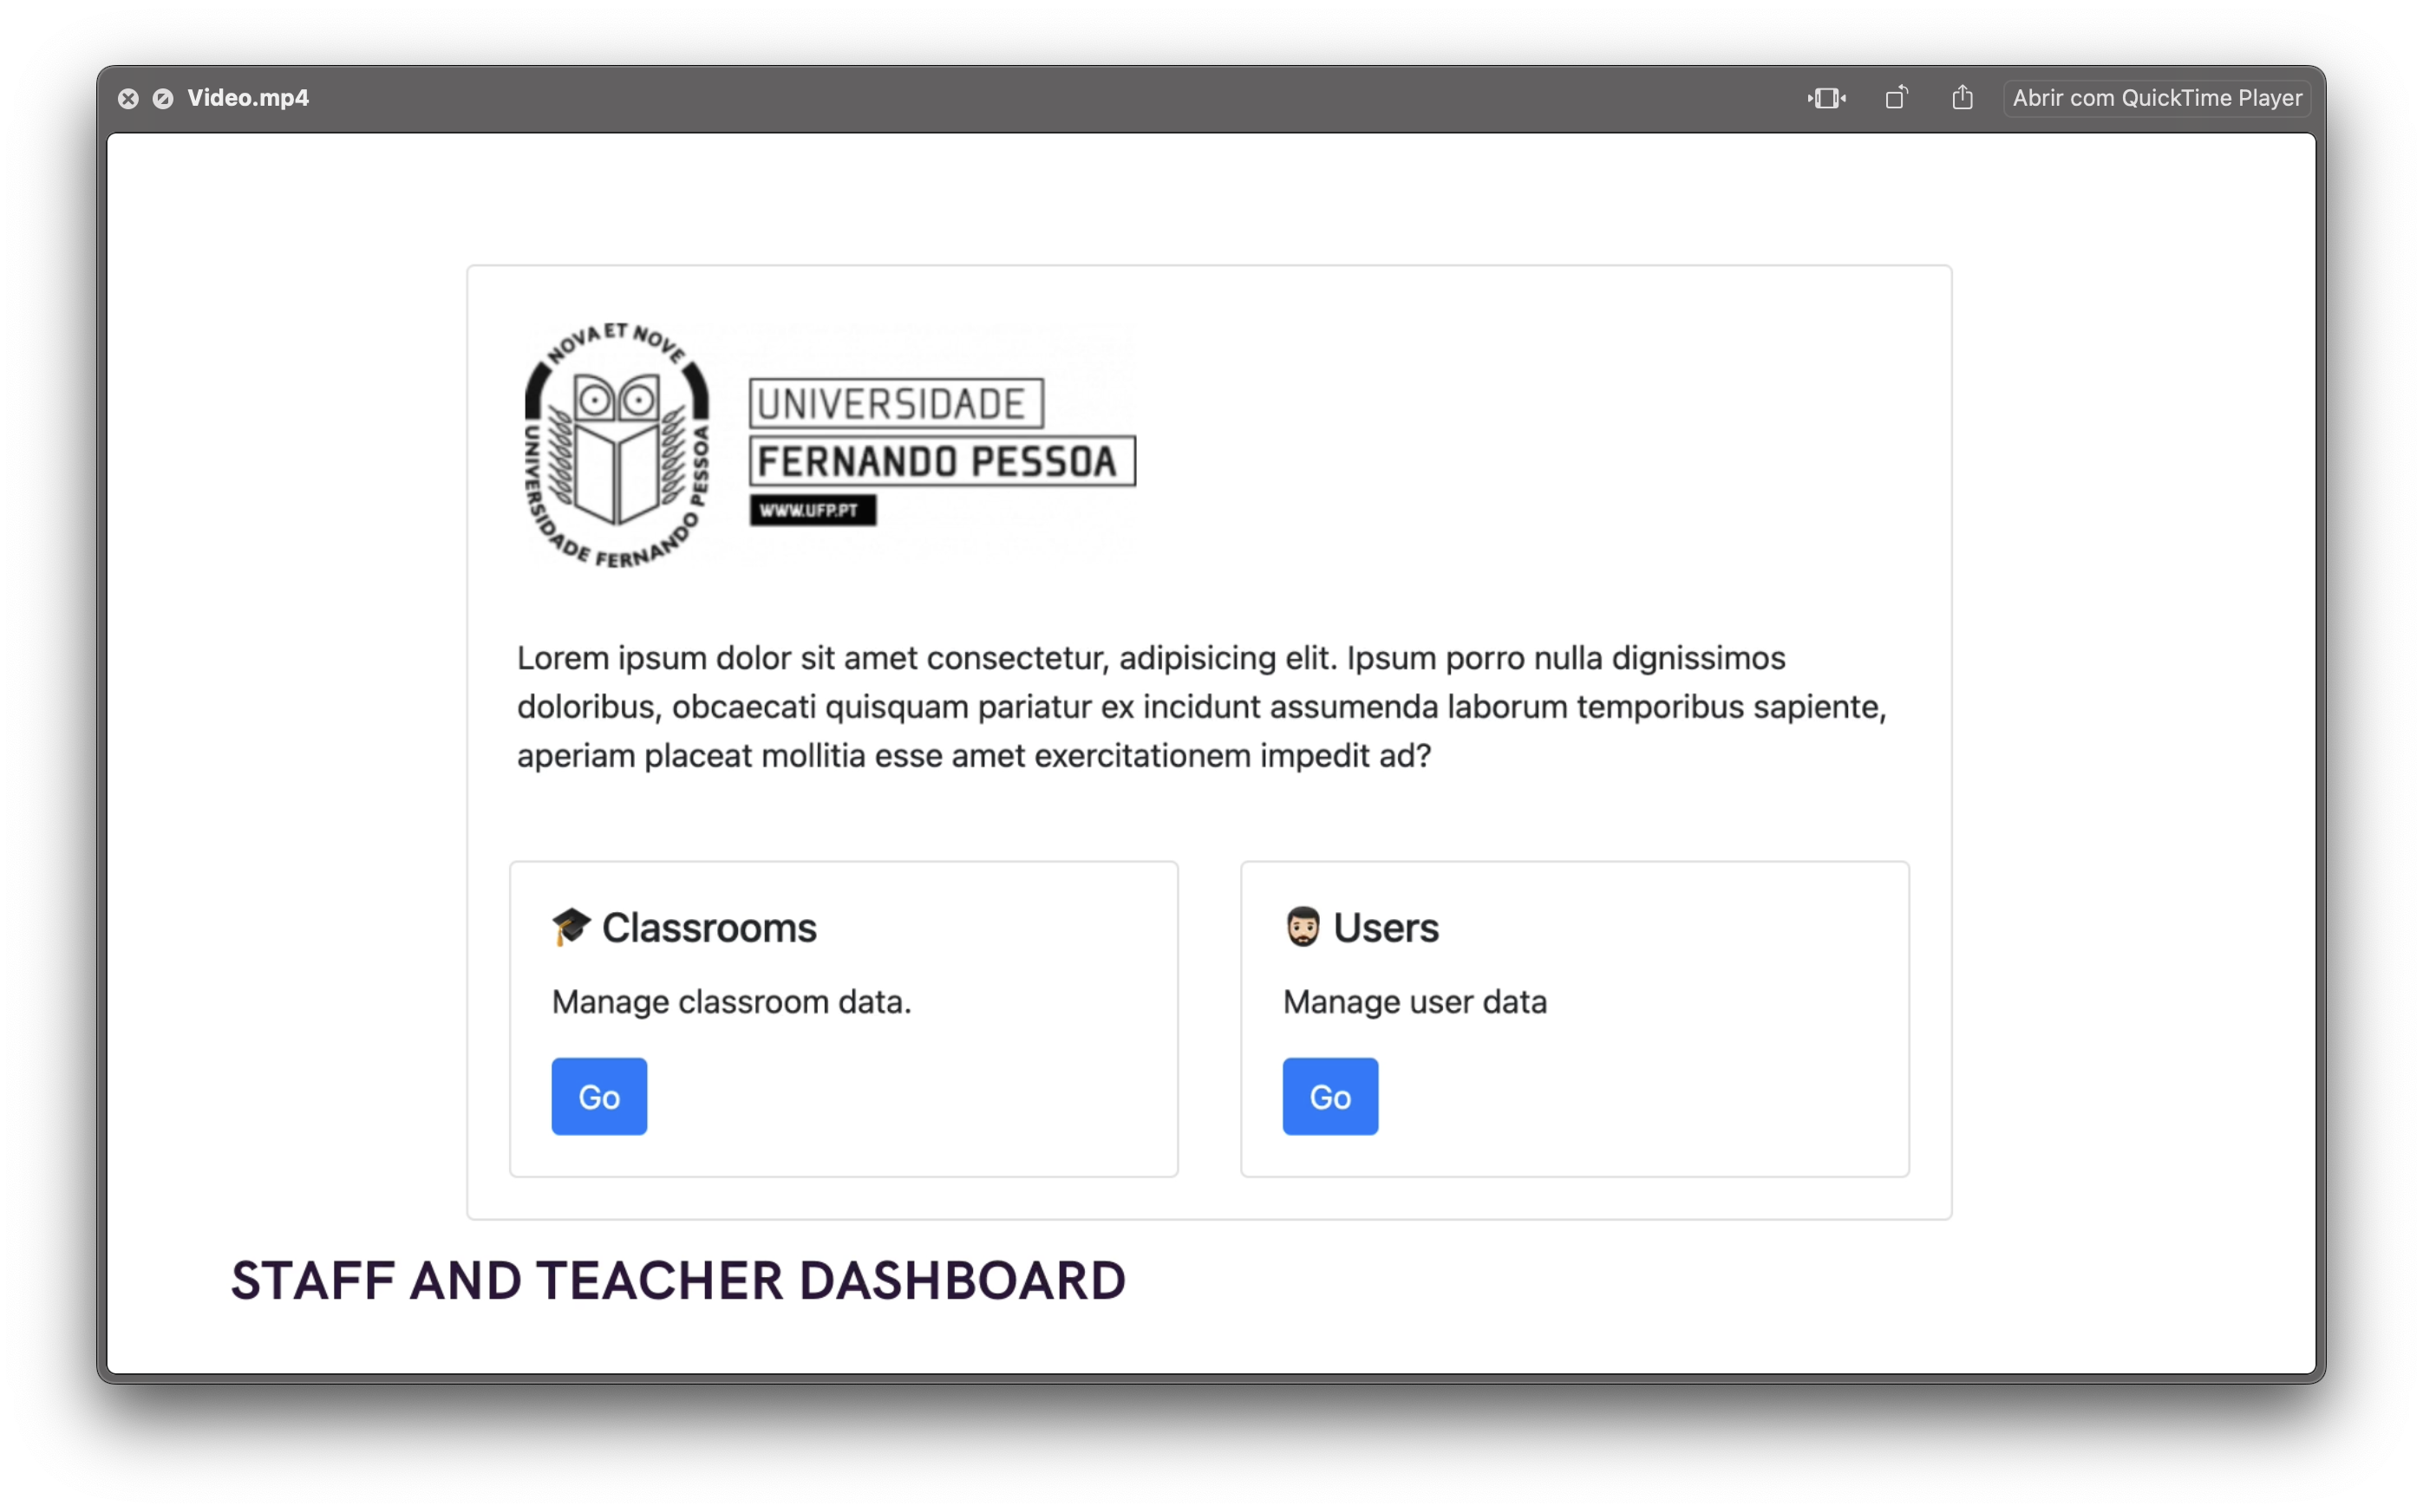 Video.mp4
Abrir com QuickTime Player
NOVA ET NOVE
UNIVERSIDADE FERNANDO PESSOA
UNIVERSIDADE
FERNANDO PESSOA
WWW.UFP.PT
Lorem ipsum dolor sit amet consectetur, adipisicing elit. Ipsum porro nulla dignissimos
doloribus, obcaecati quisquam pariatur ex incidunt assumenda laborum temporibus sapiente,
aperiam placeat mollitia esse amet exercitationem impedit ad?
🎓 Classrooms
Manage classroom data.
Go
🧔🏻 Users
Manage user data
Go
STAFF AND TEACHER DASHBOARD